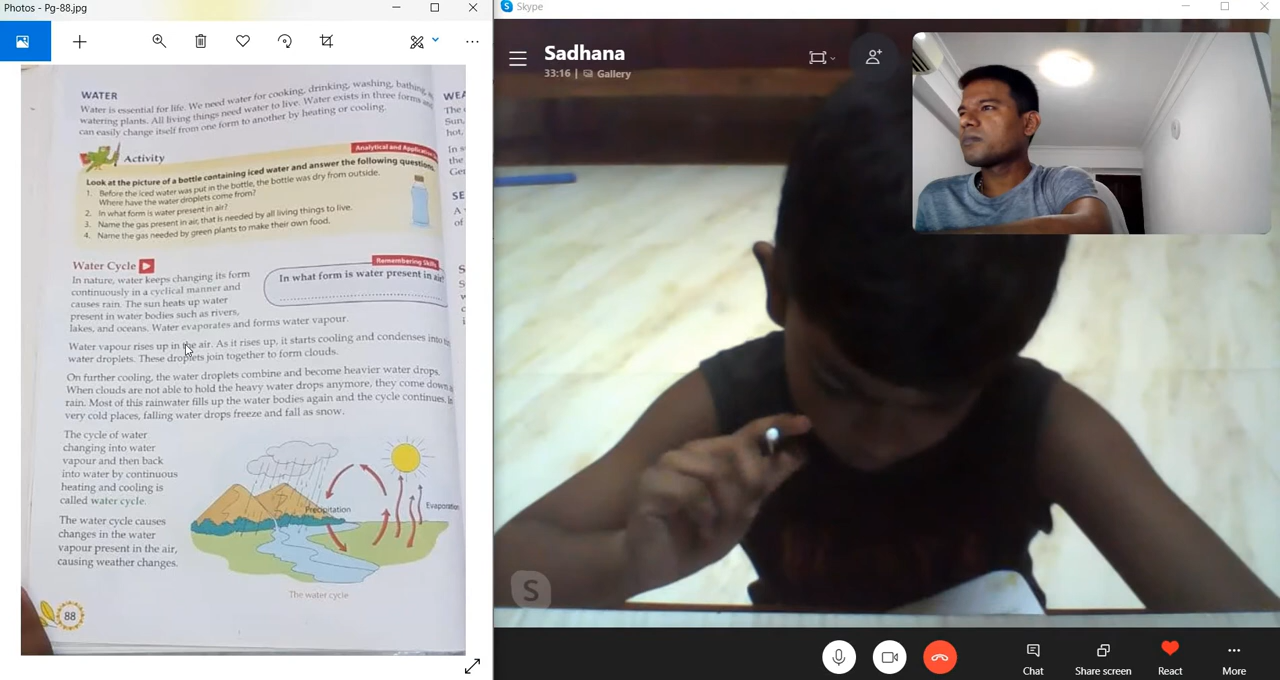 Photos - Pg-88.jpg
WATER
Water is essential for life. We need water for cooking, drinking, washing, bathing,
watering plants. All living things need water to live. Water exists in three forms and
can easily change itself from one form to another by heating or cooling.
Activity
Analytical and
Look at the picture of a bottle containing iced water and answer the following questions.
1. Before the iced water was put in the bottle, the bottle was dry from outside.
Where have the water droplets come from?
2. In what form is water present in air?
3. Name the gas present in air, that is needed by all living things to live.
4. Name the gas needed by green plants to make their own food.
Water Cycle
Remembering Skills
In what form is water present in air?
In nature, water keeps changing its form
continuously in a cyclical manner and
causes rain. The sun heats up water
present in water bodies such as rivers,
lakes, and oceans. Water evaporates and forms water vapour.
Water vapour rises up in the air. As it rises up, it starts cooling and condenses into
water droplets. These droplets join together to form clouds.
On further cooling, the water droplets combine and become heavier water drops.
When clouds are not able to hold the heavy water drops anymore, they come down
rain. Most of this rainwater fills up the water bodies again and the cycle continues. In
very cold places, falling water drops freeze and fall as snow.
The cycle of water
changing into water
vapour and then back
into water by continuous
heating and cooling is
called water cycle.
The water cycle causes
changes in the water
vapour present in the air,
causing weather changes.
Precipitation
Evaporation
The water cycle
88
WEA
The
Sun,
hot,
In
the
Ge
SE
A
of
Skype
Sadhana
33:16 | Gallery
S
Chat
Share screen
React
More